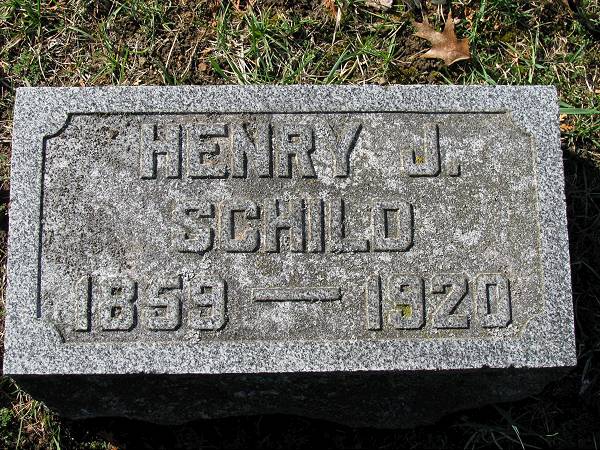 HENRY J.
SCHILD
1859 — 1920